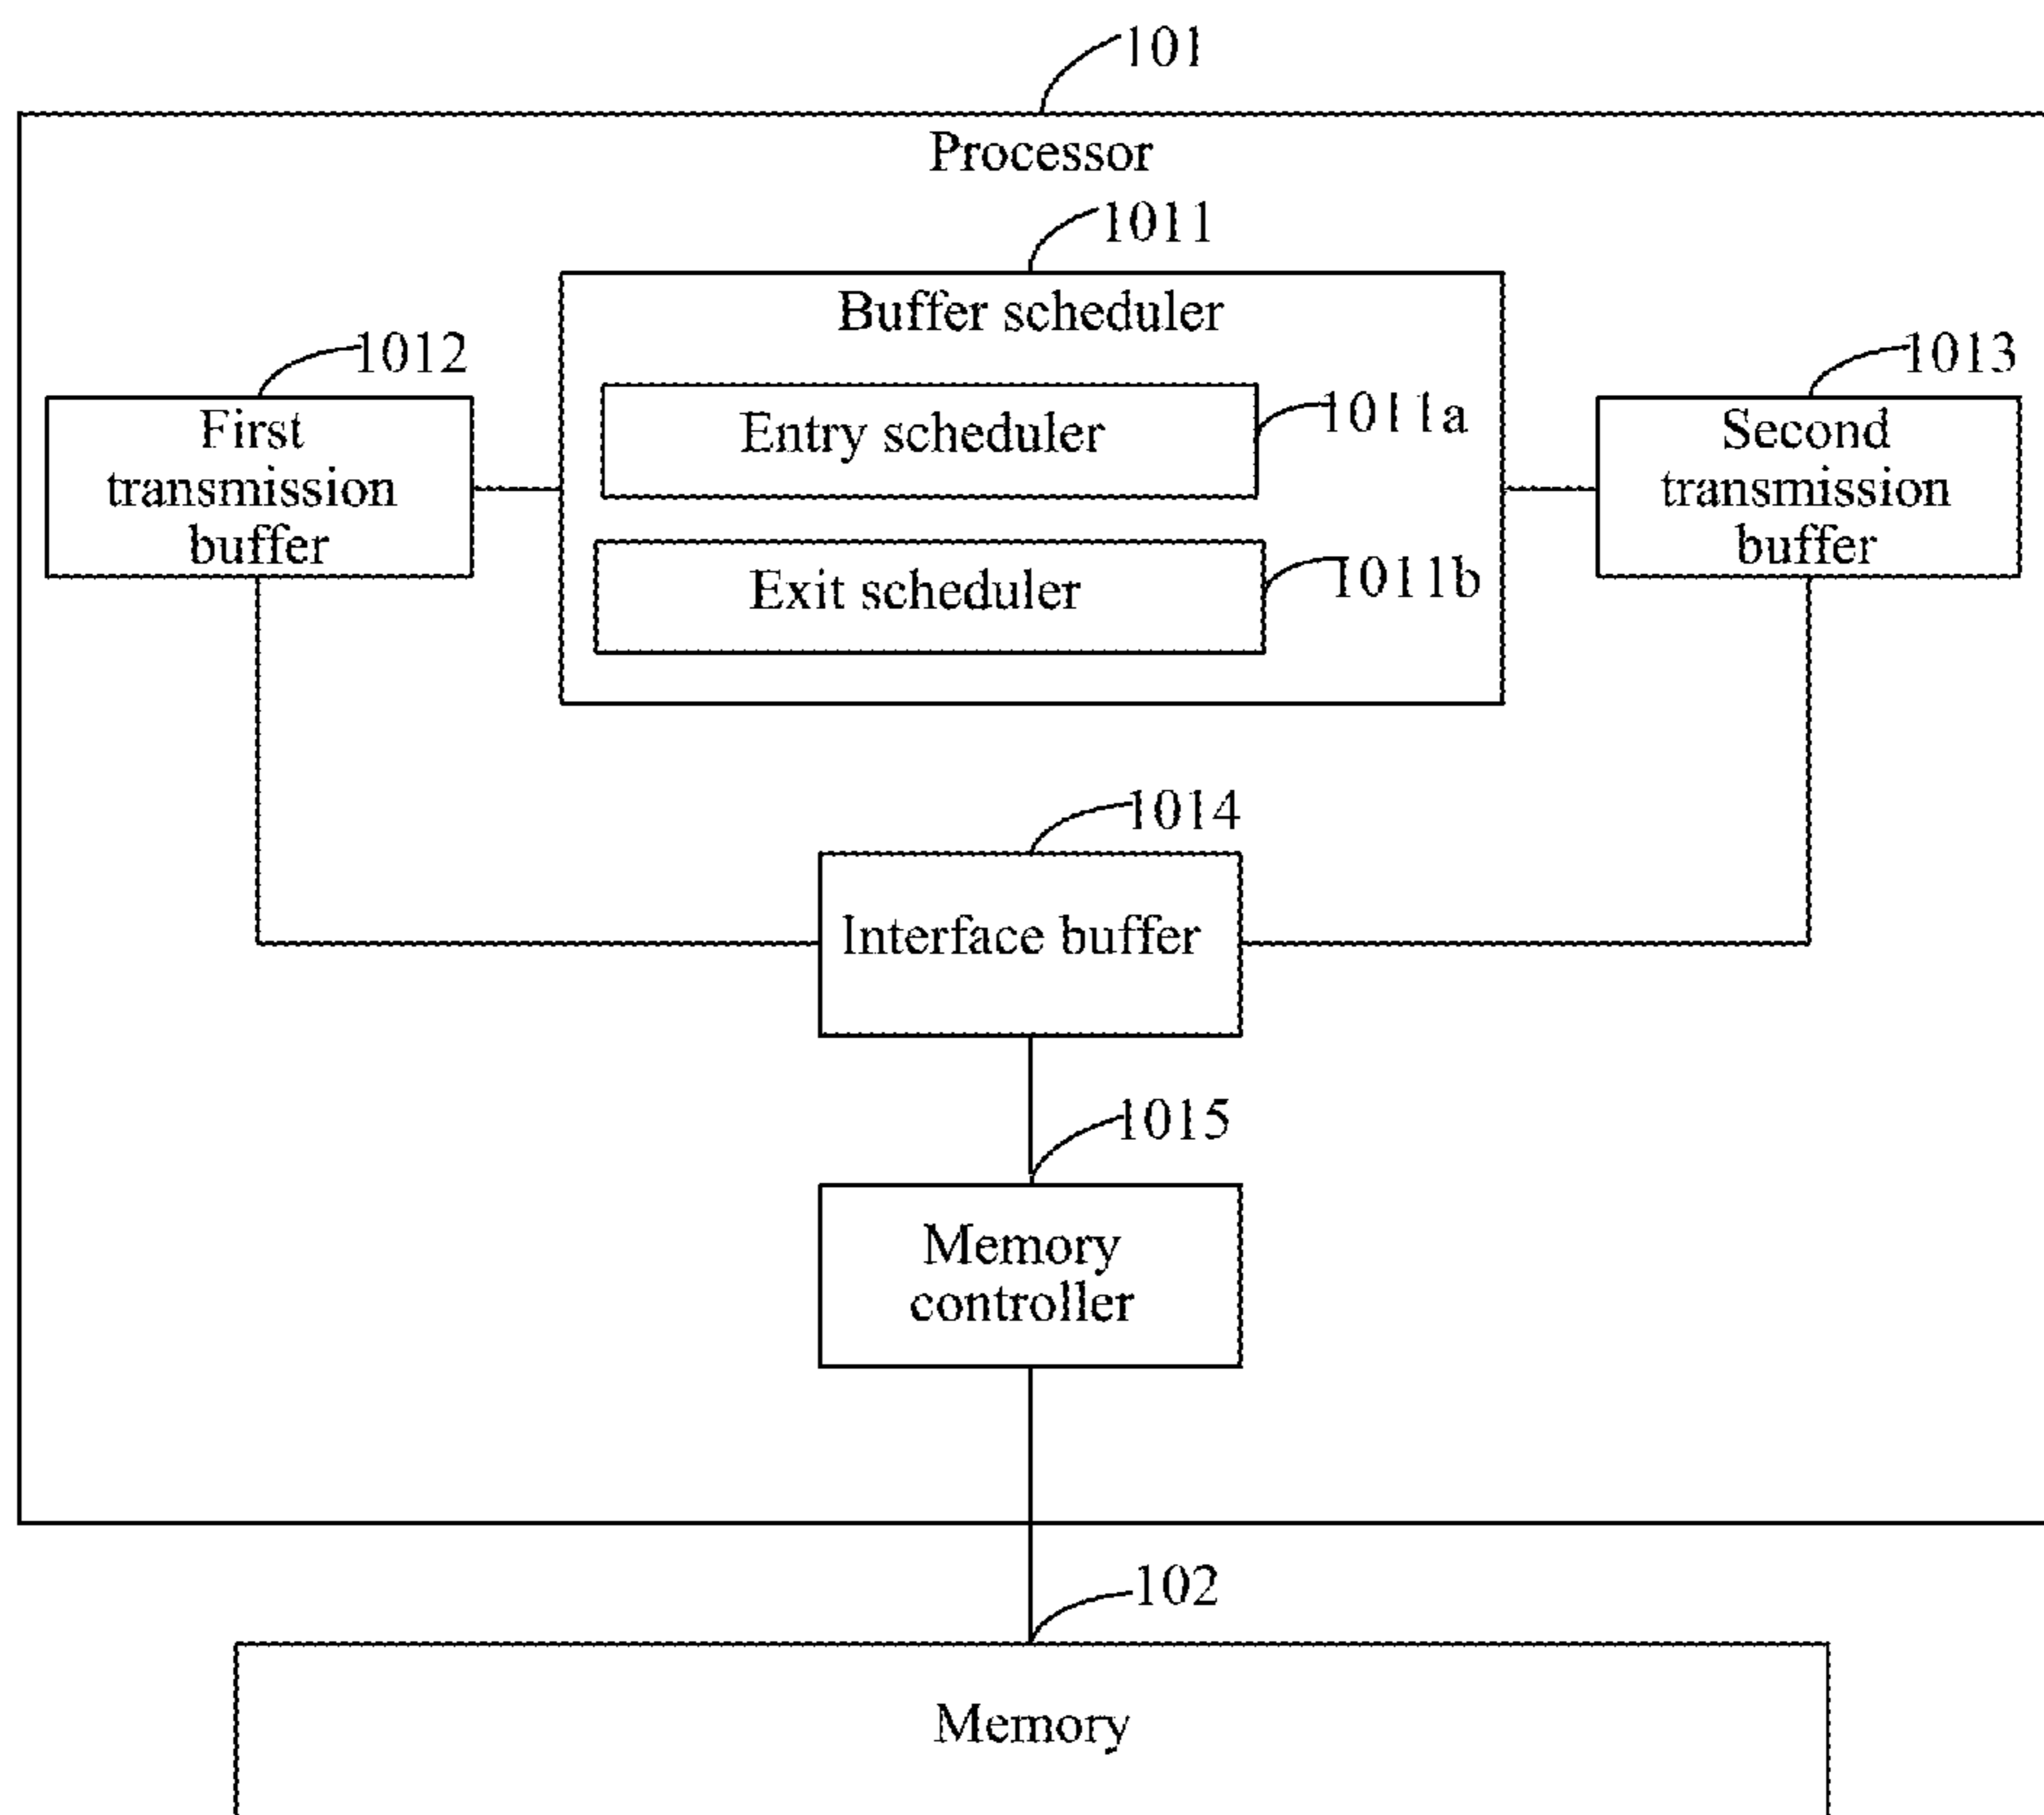 101
Processor
1011
Buffer scheduler
1012
First
transmission
buffer
Entry scheduler
1011a
Exit scheduler
1011b
1013
Second
transmission
buffer
1014
Interface buffer
1015
Memory
controller
102
Memory